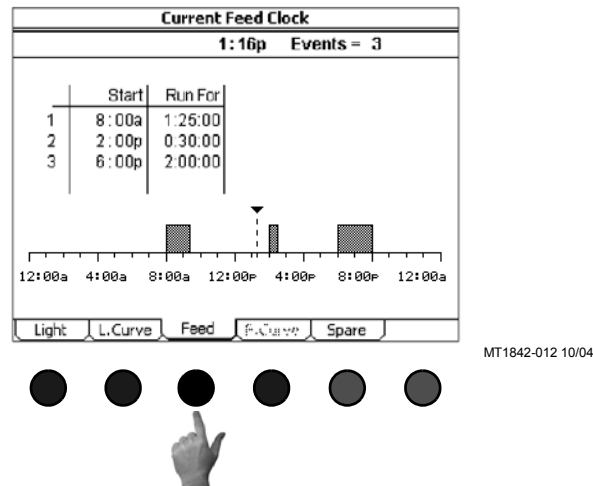 Current Feed Clock
1:16p Events = 3
Start Run For
1 8:00a 1:25:00
2 2:00p 0:30:00
3 6:00p 2:00:00
12:00a 4:00a 8:00a 12:00p 4:00p 8:00p 12:00a
Light L.Curve Feed F.Curve Spare
MT1842-012 10/04